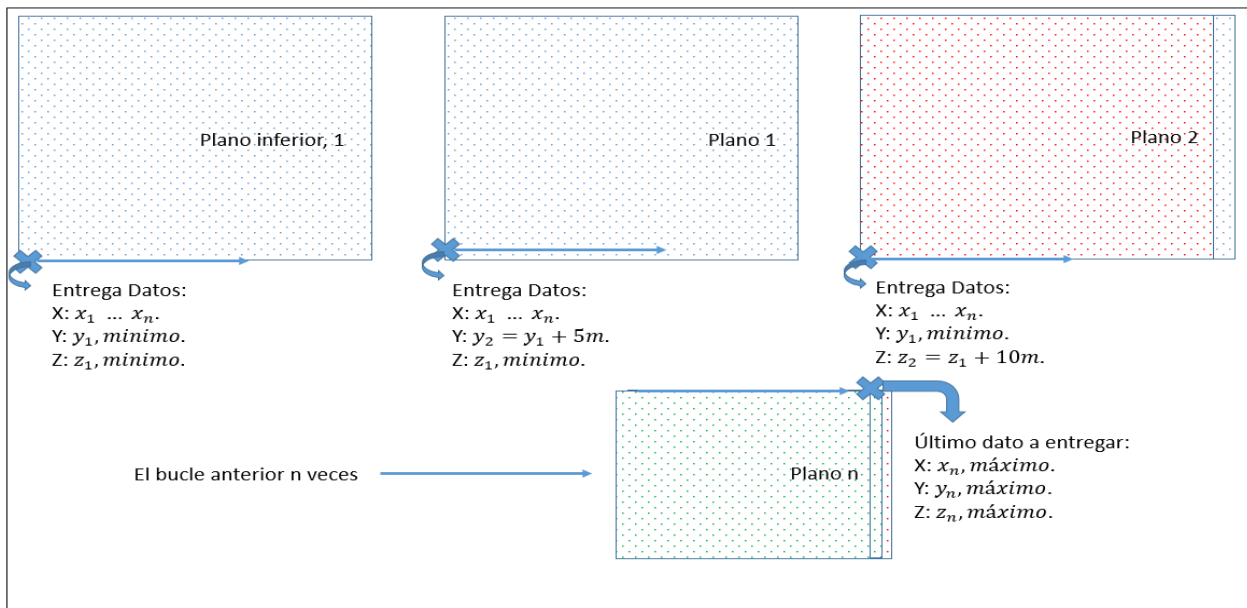 Plano inferior, 1
Entrega Datos:
X: x₁ … xₙ.
Y: y₁, minimo.
Z: z₁, minimo.
Plano 1
Entrega Datos:
X: x₁ … xₙ.
Y: y₂ = y₁ + 5m.
Z: z₁, minimo.
Plano 2
Entrega Datos:
X: x₁ … xₙ.
Y: y₁, minimo.
Z: z₂ = z₁ + 10m.
El bucle anterior n veces
Plano n
Último dato a entregar:
X: xₙ, máximo.
Y: yₙ, máximo.
Z: zₙ, máximo.